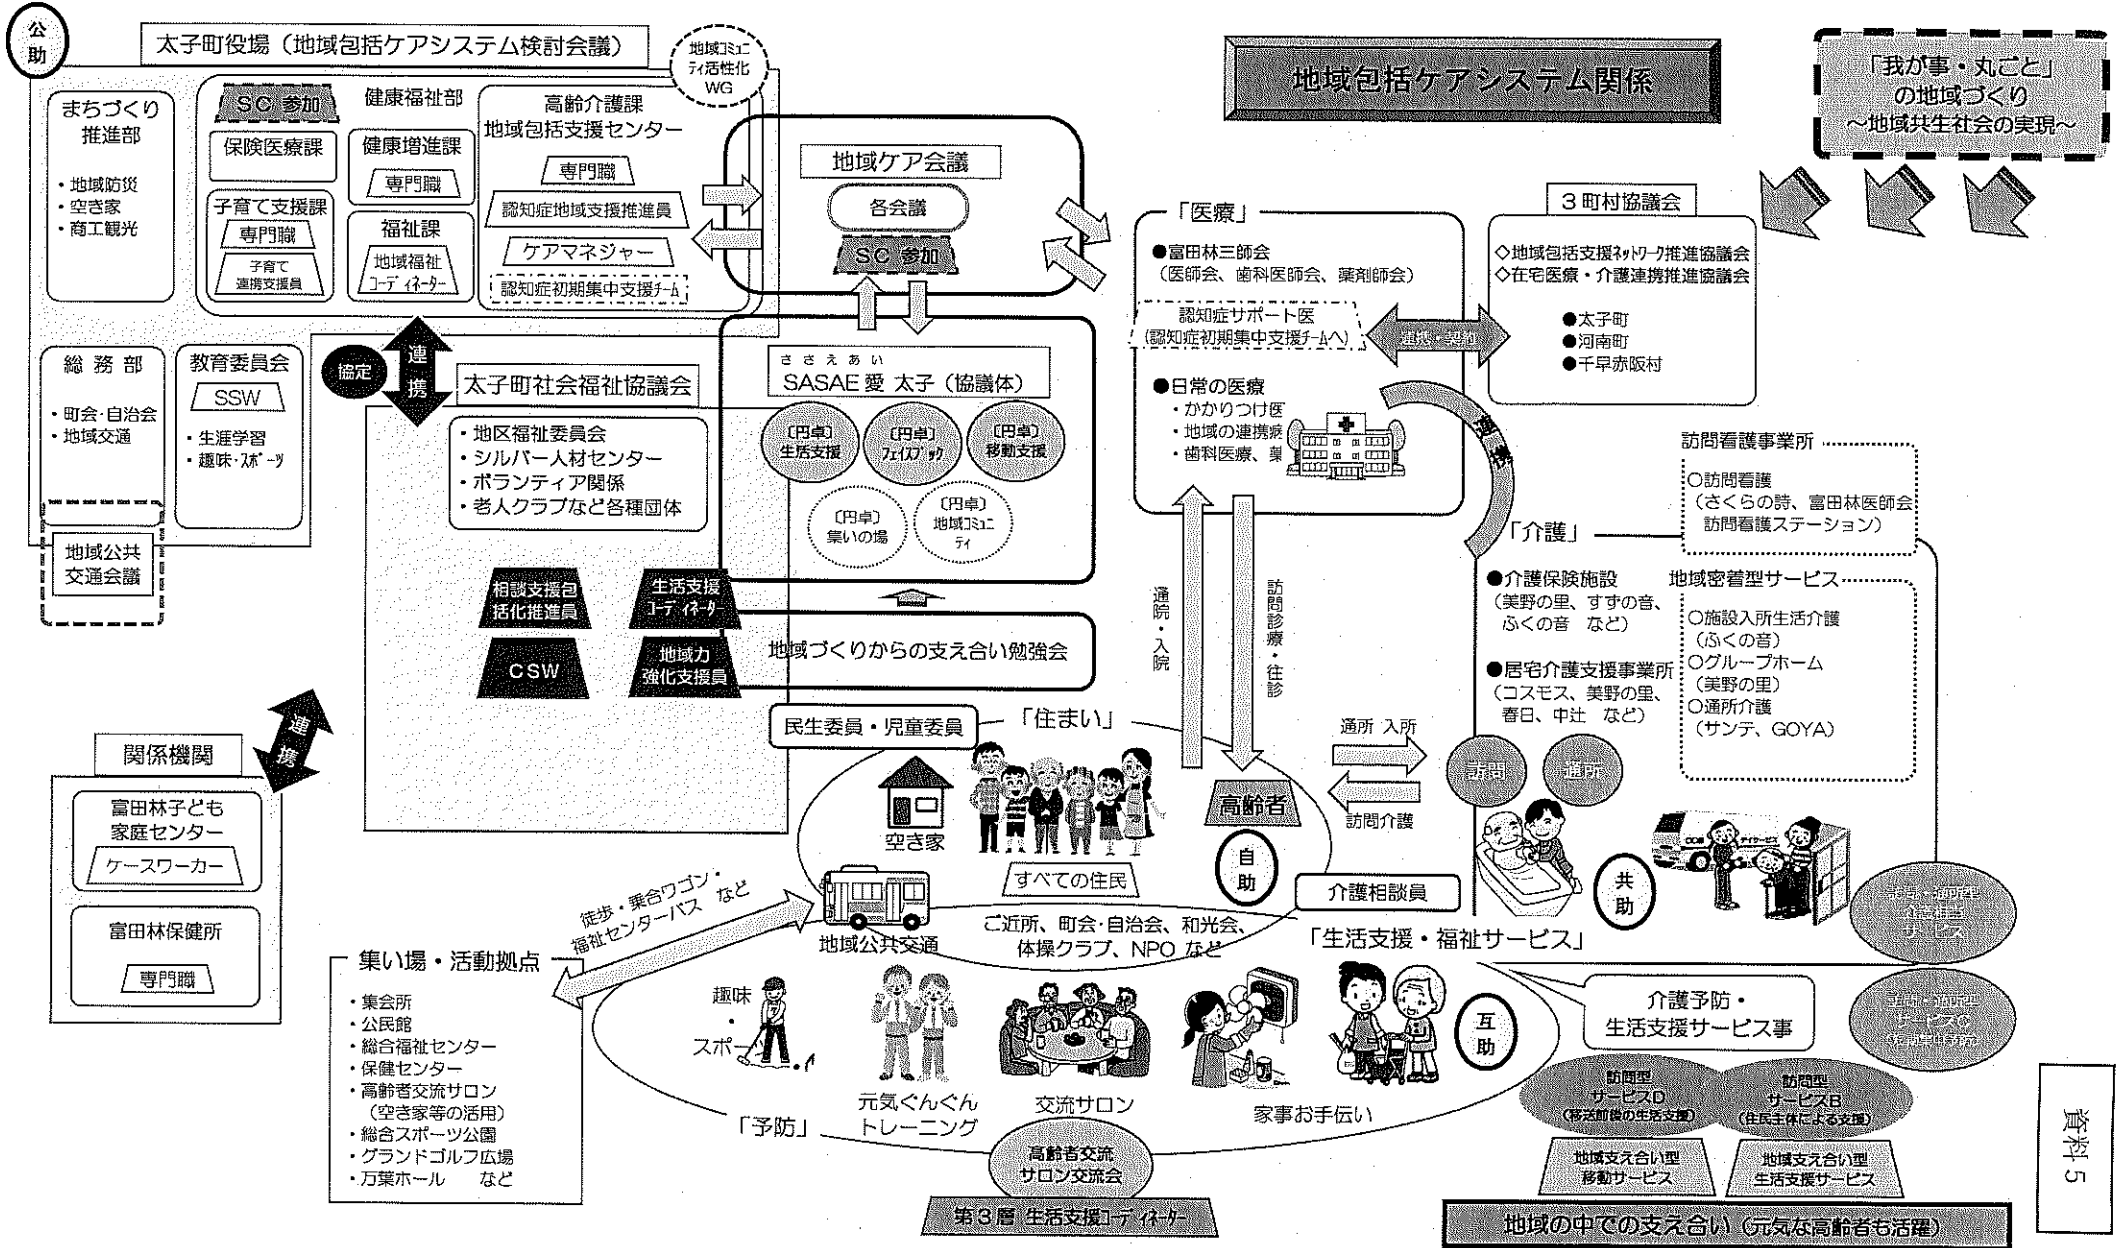 公助
太子町役場（地域包括ケアシステム検討会議）
地域ｺﾐｭﾆ
ﾃｨ活性化
WG
地域包括ケアシステム関係
「我が事・丸ごと」
の地域づくり
～地域共生社会の実現～
まちづくり
推進部
・地域防災
・空き家
・商工観光
SC 参加
健康福祉部
保険医療課
健康増進課
専門職
子育て支援課
専門職
子育て
連携支援員
福祉課
地域福祉
ｺｰﾃﾞｨﾈｰﾀｰ
高齢介護課
地域包括支援センター
専門職
認知症地域支援推進員
ケアマネジャー
認知症初期集中支援ﾁｰﾑ
地域ケア会議
各会議
SC 参加
「医療」
●富田林三師会
（医師会、歯科医師会、薬剤師会）
認知症サポート医
（認知症初期集中支援ﾁｰﾑへ）
●日常の医療
・かかりつけ医
・地域の連携病
・歯科医療、薬
3町村協議会
◇地域包括支援ﾈｯﾄﾜｰｸ推進協議会
◇在宅医療・介護連携推進協議会
●太子町
●河南町
●千早赤阪村
連携
総務部
・町会･自治会
・地域交通
地域公共
交通会議
教育委員会
SSW
・生涯学習
・趣味･ｽﾎﾟｰﾂ
協定
連携
太子町社会福祉協議会
・地区福祉委員会
・シルバー人材センター
・ボランティア関係
・老人クラブなど各種団体
相談支援包
括化推進員
生活支援
ｺｰﾃﾞｨﾈｰﾀｰ
CSW
地域力
強化支援員
ささえあい
SASAE愛 太子（協議体）
〔円卓〕
生活支援
〔円卓〕
ﾌｪｲｽﾌﾞｯｸ
〔円卓〕
移動支援
〔円卓〕
集いの場
〔円卓〕
地域ｺﾐｭﾆ
ﾃｨ
地域づくりからの支え合い勉強会
通院・入院
訪問診療・往診
訪問看護事業所
○訪問看護
（さくらの詩、富田林医師会
訪問看護ステーション）
「介護」
●介護保険施設
（美野の里、すずの音、
ふくの音　など）
●居宅介護支援事業所
（コスモス、美野の里、
春日、中辻　など）
地域密着型サービス
○施設入所生活介護
（ふくの音）
○グループホーム
（美野の里）
○通所介護
（サンテ、GOYA）
訪問
通所
通所 入所
訪問介護
連携
関係機関
富田林子ども
家庭センター
ケースワーカー
富田林保健所
専門職
民生委員・児童委員
「住まい」
空き家
高齢者
自助
すべての住民
地域公共交通
ご近所、町会･自治会、和光会、
体操クラブ、NPO など
介護相談員
共助
デイサービス
徒歩・乗合ワゴン・
福祉センターバス　など
集い場・活動拠点
・集会所
・公民館
・総合福祉センター
・保健センター
・高齢者交流サロン
（空き家等の活用）
・総合スポーツ公園
・グランドゴルフ広場
・万葉ホール　　など
「生活支援・福祉サービス」
趣味
・
スポー
元気ぐんぐん
トレーニング
交流サロン
家事お手伝い
互助
「予防」
高齢者交流
サロン交流会
第3層 生活支援ｺｰﾃﾞｨﾈｰﾀｰ
介護予防・
生活支援サービス事
訪問・通所型
サービス
訪問・通所型
サービスC
訪問型
サービスD
（移送前後の生活支援）
訪問型
サービスB
（住民主体による支援）
地域支え合い型
移動サービス
地域支え合い型
生活支援サービス
地域の中での支え合い（元気な高齢者も活躍）
資料5